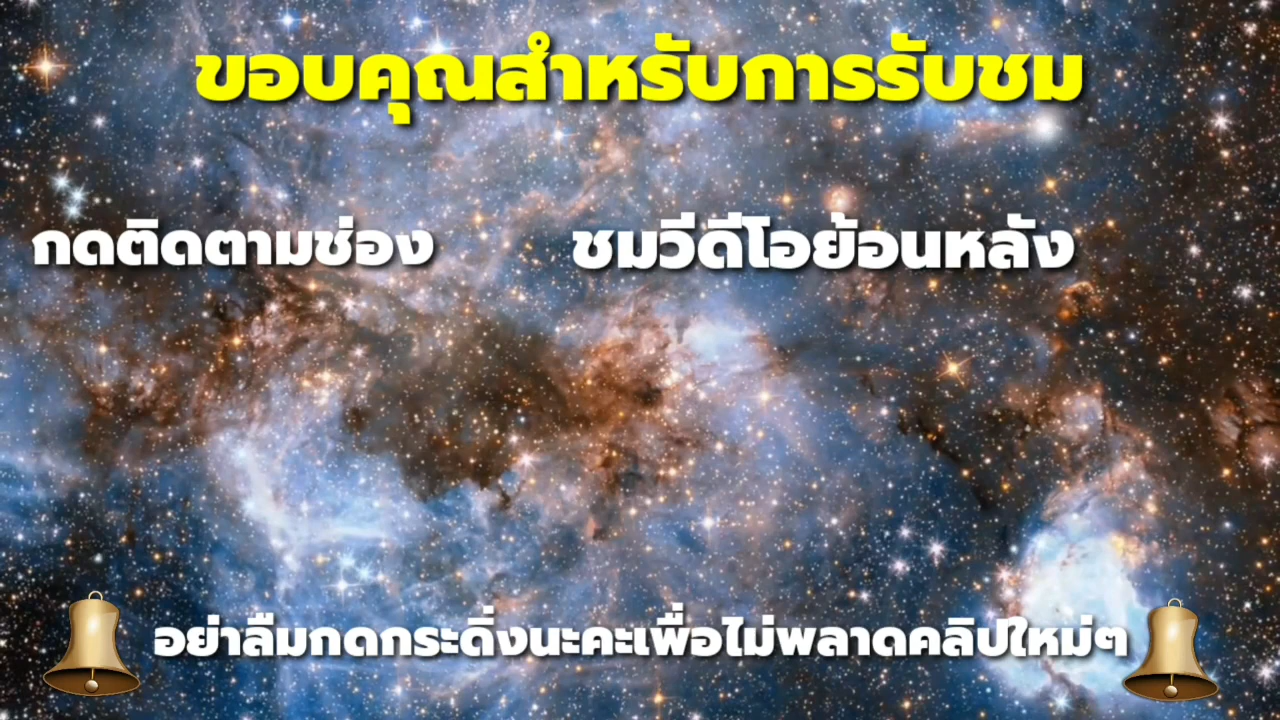 ขอบคุณสำหรับการรับชม
กดติดตามช่อง
ชมวีดีโอย้อนหลัง
อย่าลืมกดกระดิ่งนะคะเพื่อไม่พลาดคลิปใหม่ๆ